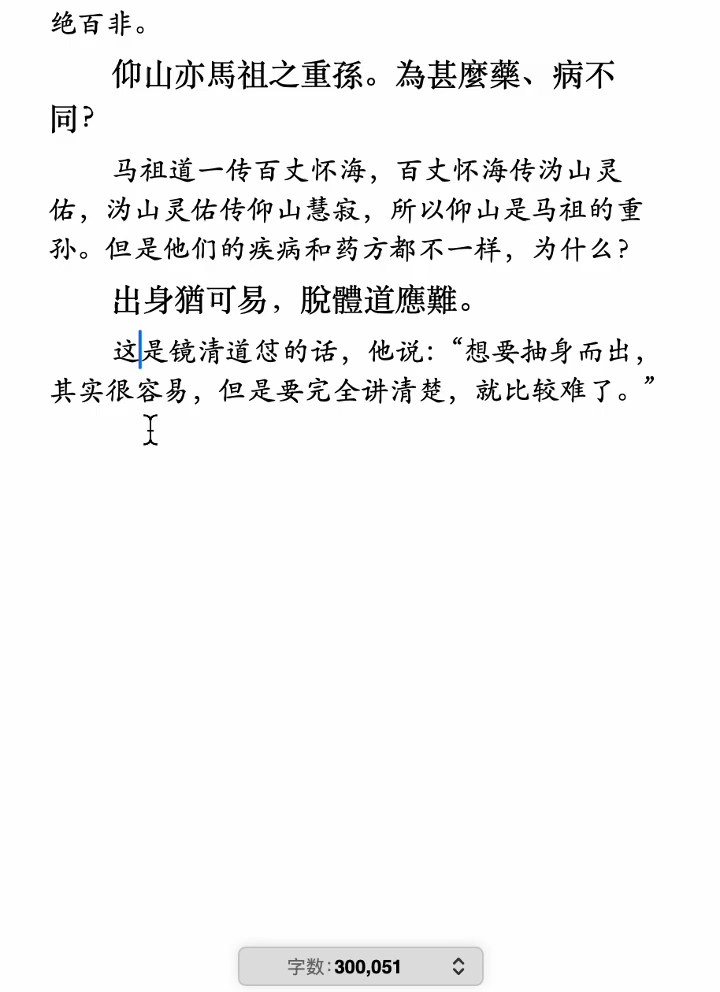 绝百非。
仰山亦馬祖之重孫。為甚麼藥、病不
同？
马祖道一传百丈怀海，百丈怀海传沩山灵
佑，沩山灵佑传仰山慧寂，所以仰山是马祖的重
孙。但是他们的疾病和药方都不一样，为什么？
出身猶可易，脫體道應難。
这是镜清道怤的话，他说：“想要抽身而出，
其实很容易，但是要完全讲清楚，就比较难了。”
字数:300,051